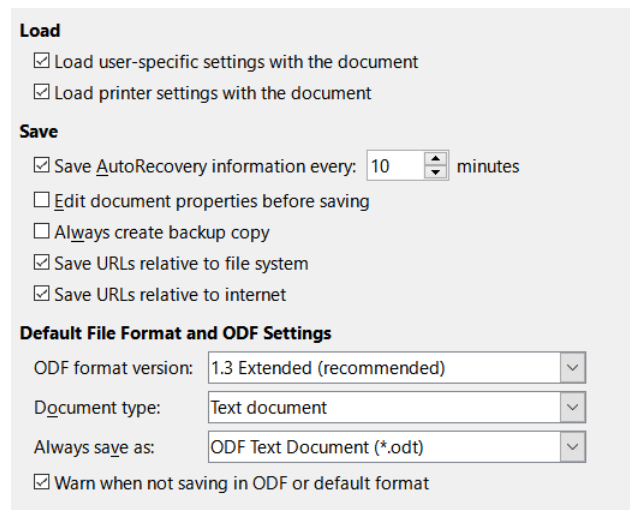 Load
Load user-specific settings with the document
Load printer settings with the document
Save
Save AutoRecovery information every: 10 minutes
Edit document properties before saving
Always create backup copy
Save URLs relative to file system
Save URLs relative to internet
Default File Format and ODF Settings
ODF format version: 1.3 Extended (recommended)
Document type: Text document
Always save as: ODF Text Document (*.odt)
Warn when not saving in ODF or default format